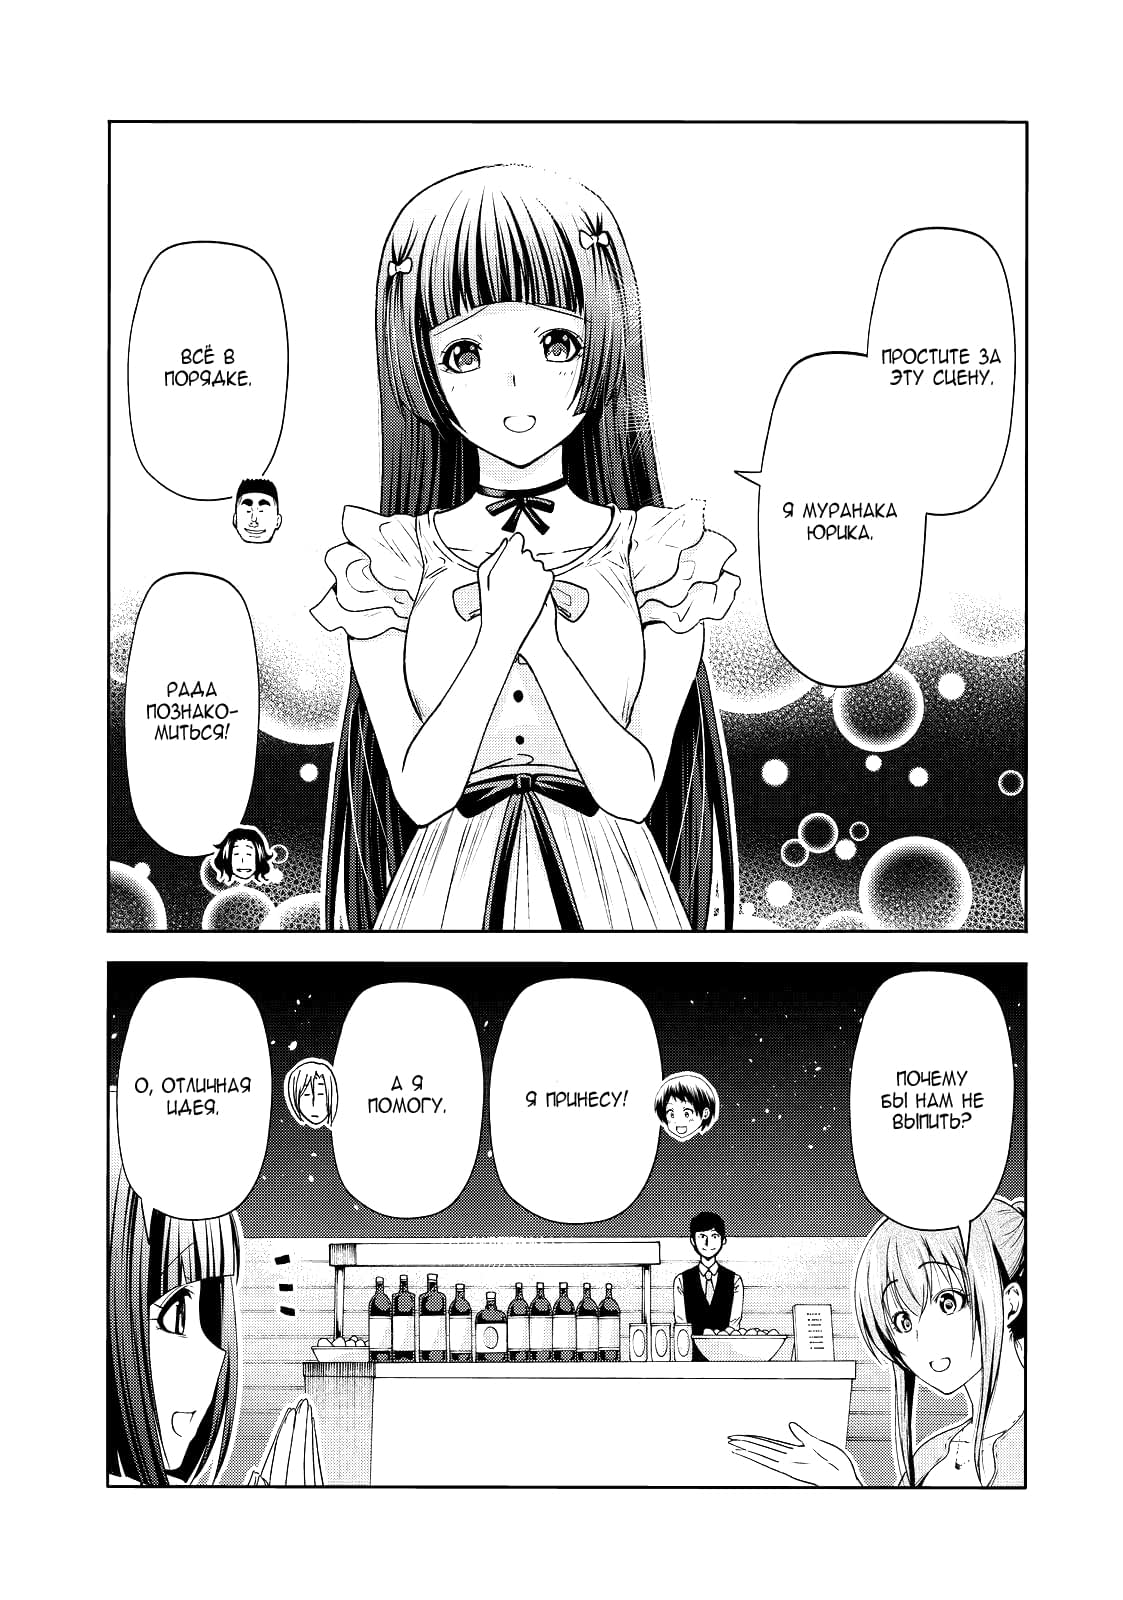 ПРОСТИТЕ ЗА
ЭТУ СЦЕНУ.
Я МУРАНАКА
ЮРИКА.
ВСЁ В
ПОРЯДКЕ.
РАДА
ПОЗНАКО-
МИТЬСЯ!
ПОЧЕМУ
БЫ НАМ НЕ
ВЫПИТЬ?
Я ПРИНЕСУ!
А Я
ПОМОГУ.
О, ОТЛИЧНАЯ
ИДЕЯ.